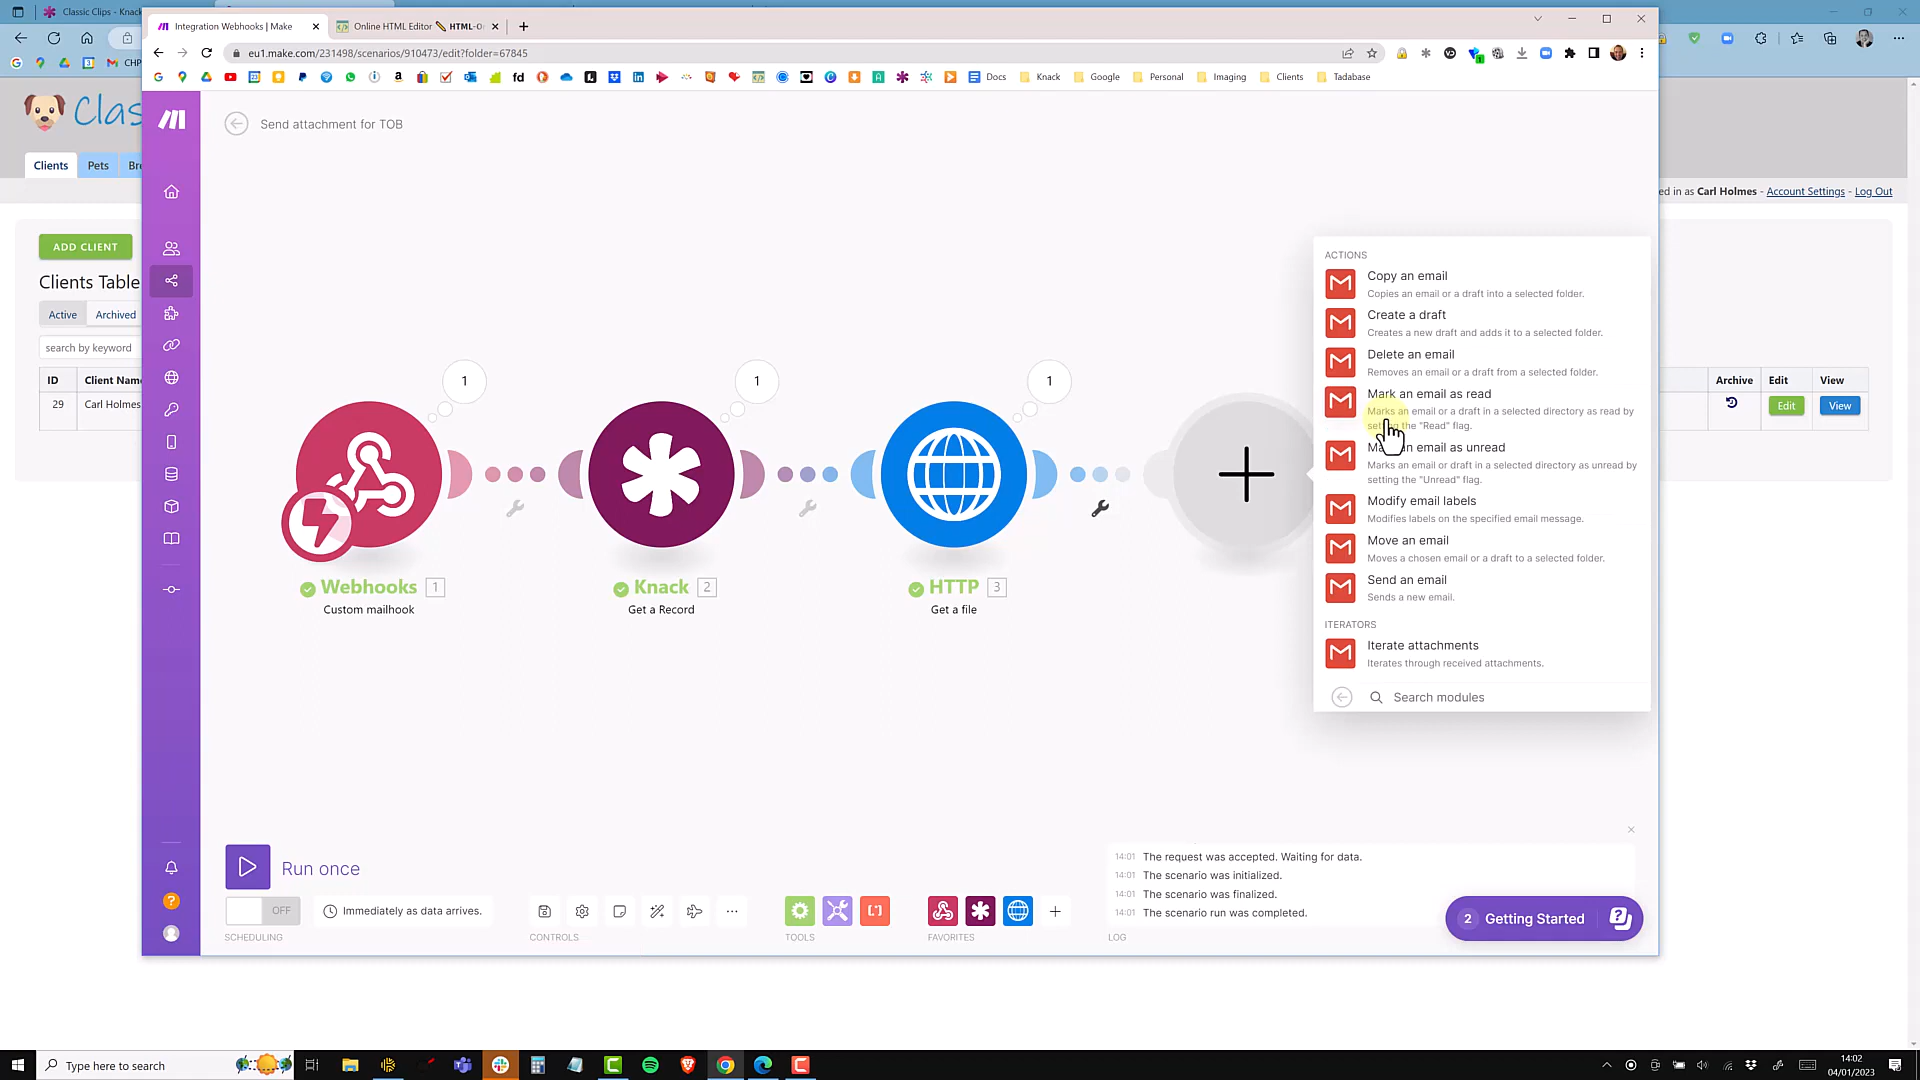 Classic Clips - Knack
Integration Webhooks | Make
Online HTML Editor ✏️ HTML-O
eu1.make.com/231498/scenarios/910473/edit?folder=67845
CHP
fd
Docs
Knack
Google
Personal
Imaging
Clients
Tadabase
Clas
Send attachment for TOB
Clients
Pets
Bre
ed in as Carl Holmes - Account Settings - Log Out
ADD CLIENT
Clients Table
Active
Archived
search by keyword
ID
Client Nam
29
Carl Holmes
Archive
Edit
View
Edit
View
1
1
1
Webhooks 1
Custom mailhook
Knack 2
Get a Record
HTTP 3
Get a file
ACTIONS
Copy an email
Copies an email or a draft into a selected folder.
Create a draft
Creates a new draft and adds it to a selected folder.
Delete an email
Removes an email or a draft from a selected folder.
Mark an email as read
Marks an email or a draft in a selected directory as read by
setting the "Read" flag.
Mark an email as unread
Marks an email or draft in a selected directory as unread by
setting the "Unread" flag.
Modify email labels
Modifies labels on the specified email message.
Move an email
Moves a chosen email or a draft to a selected folder.
Send an email
Sends a new email.
ITERATORS
Iterate attachments
Iterates through received attachments.
Search modules
Run once
OFF
Immediately as data arrives.
SCHEDULING
CONTROLS
TOOLS
FAVORITES
14:01 The request was accepted. Waiting for data.
14:01 The scenario was initialized.
14:01 The scenario was finalized.
14:01 The scenario run was completed.
LOG
2 Getting Started
Type here to search
14:02
04/01/2023